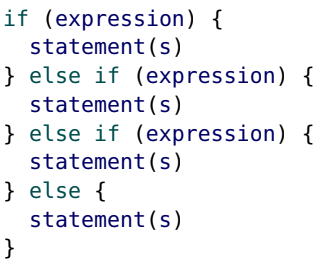 if (expression) {
  statement(s)
} else if (expression) {
  statement(s)
} else if (expression) {
  statement(s)
} else {
  statement(s)
}